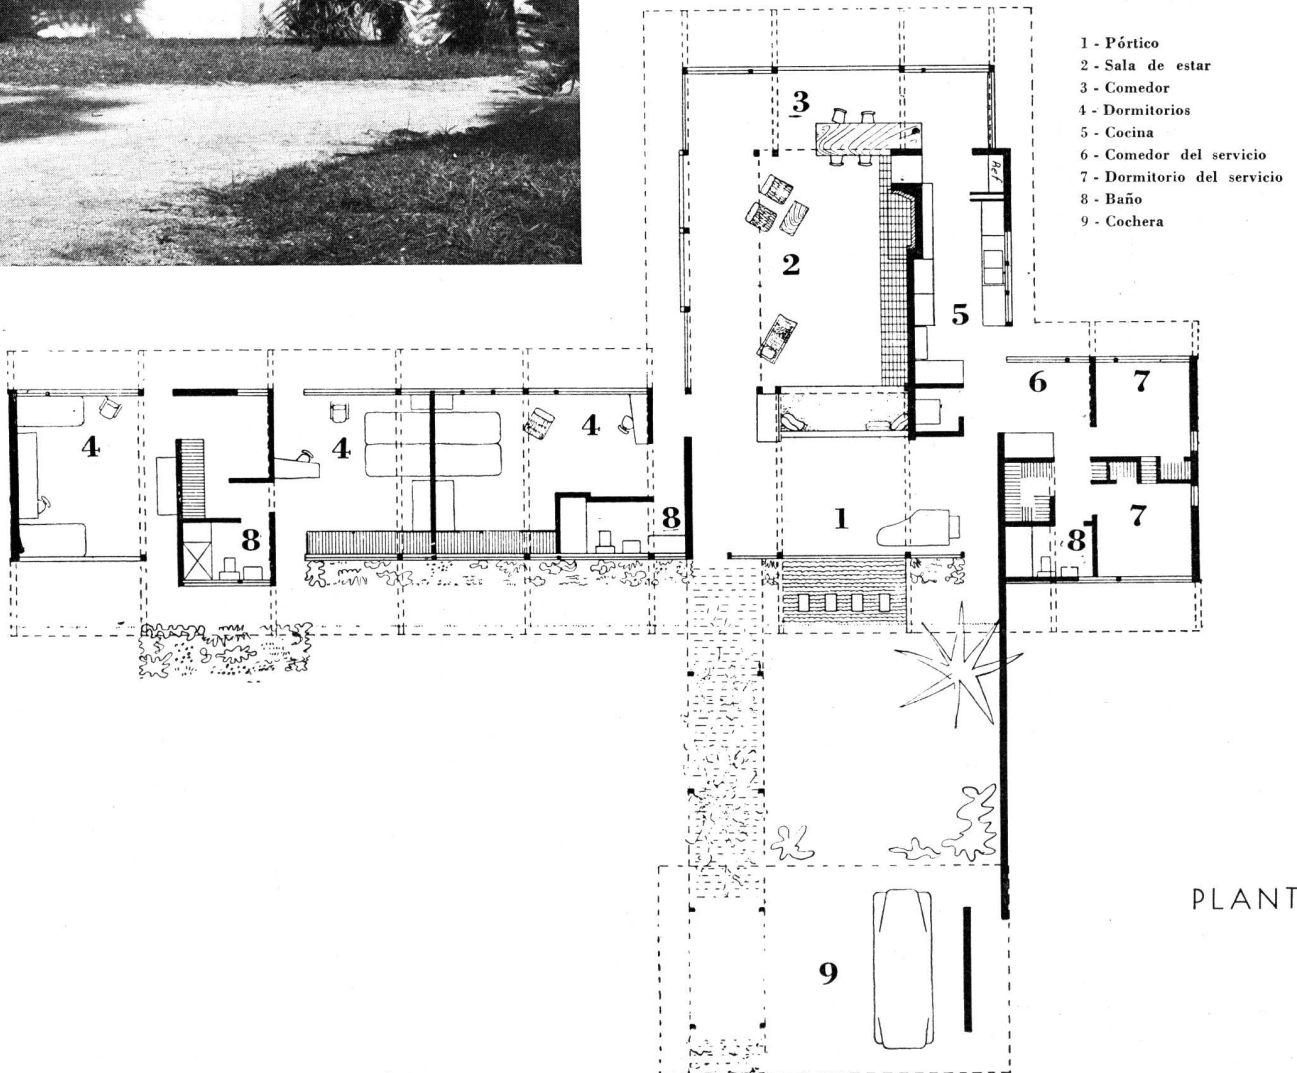 1 - Pórtico
2 - Sala de estar
3 - Comedor
4 - Dormitorios
5 - Cocina
6 - Comedor del servicio
7 - Dormitorio del servicio
8 - Baño
9 - Cochera
3
Ref
2
5
6
7
4
4
4
8
8
1
8
7
9
PLANT